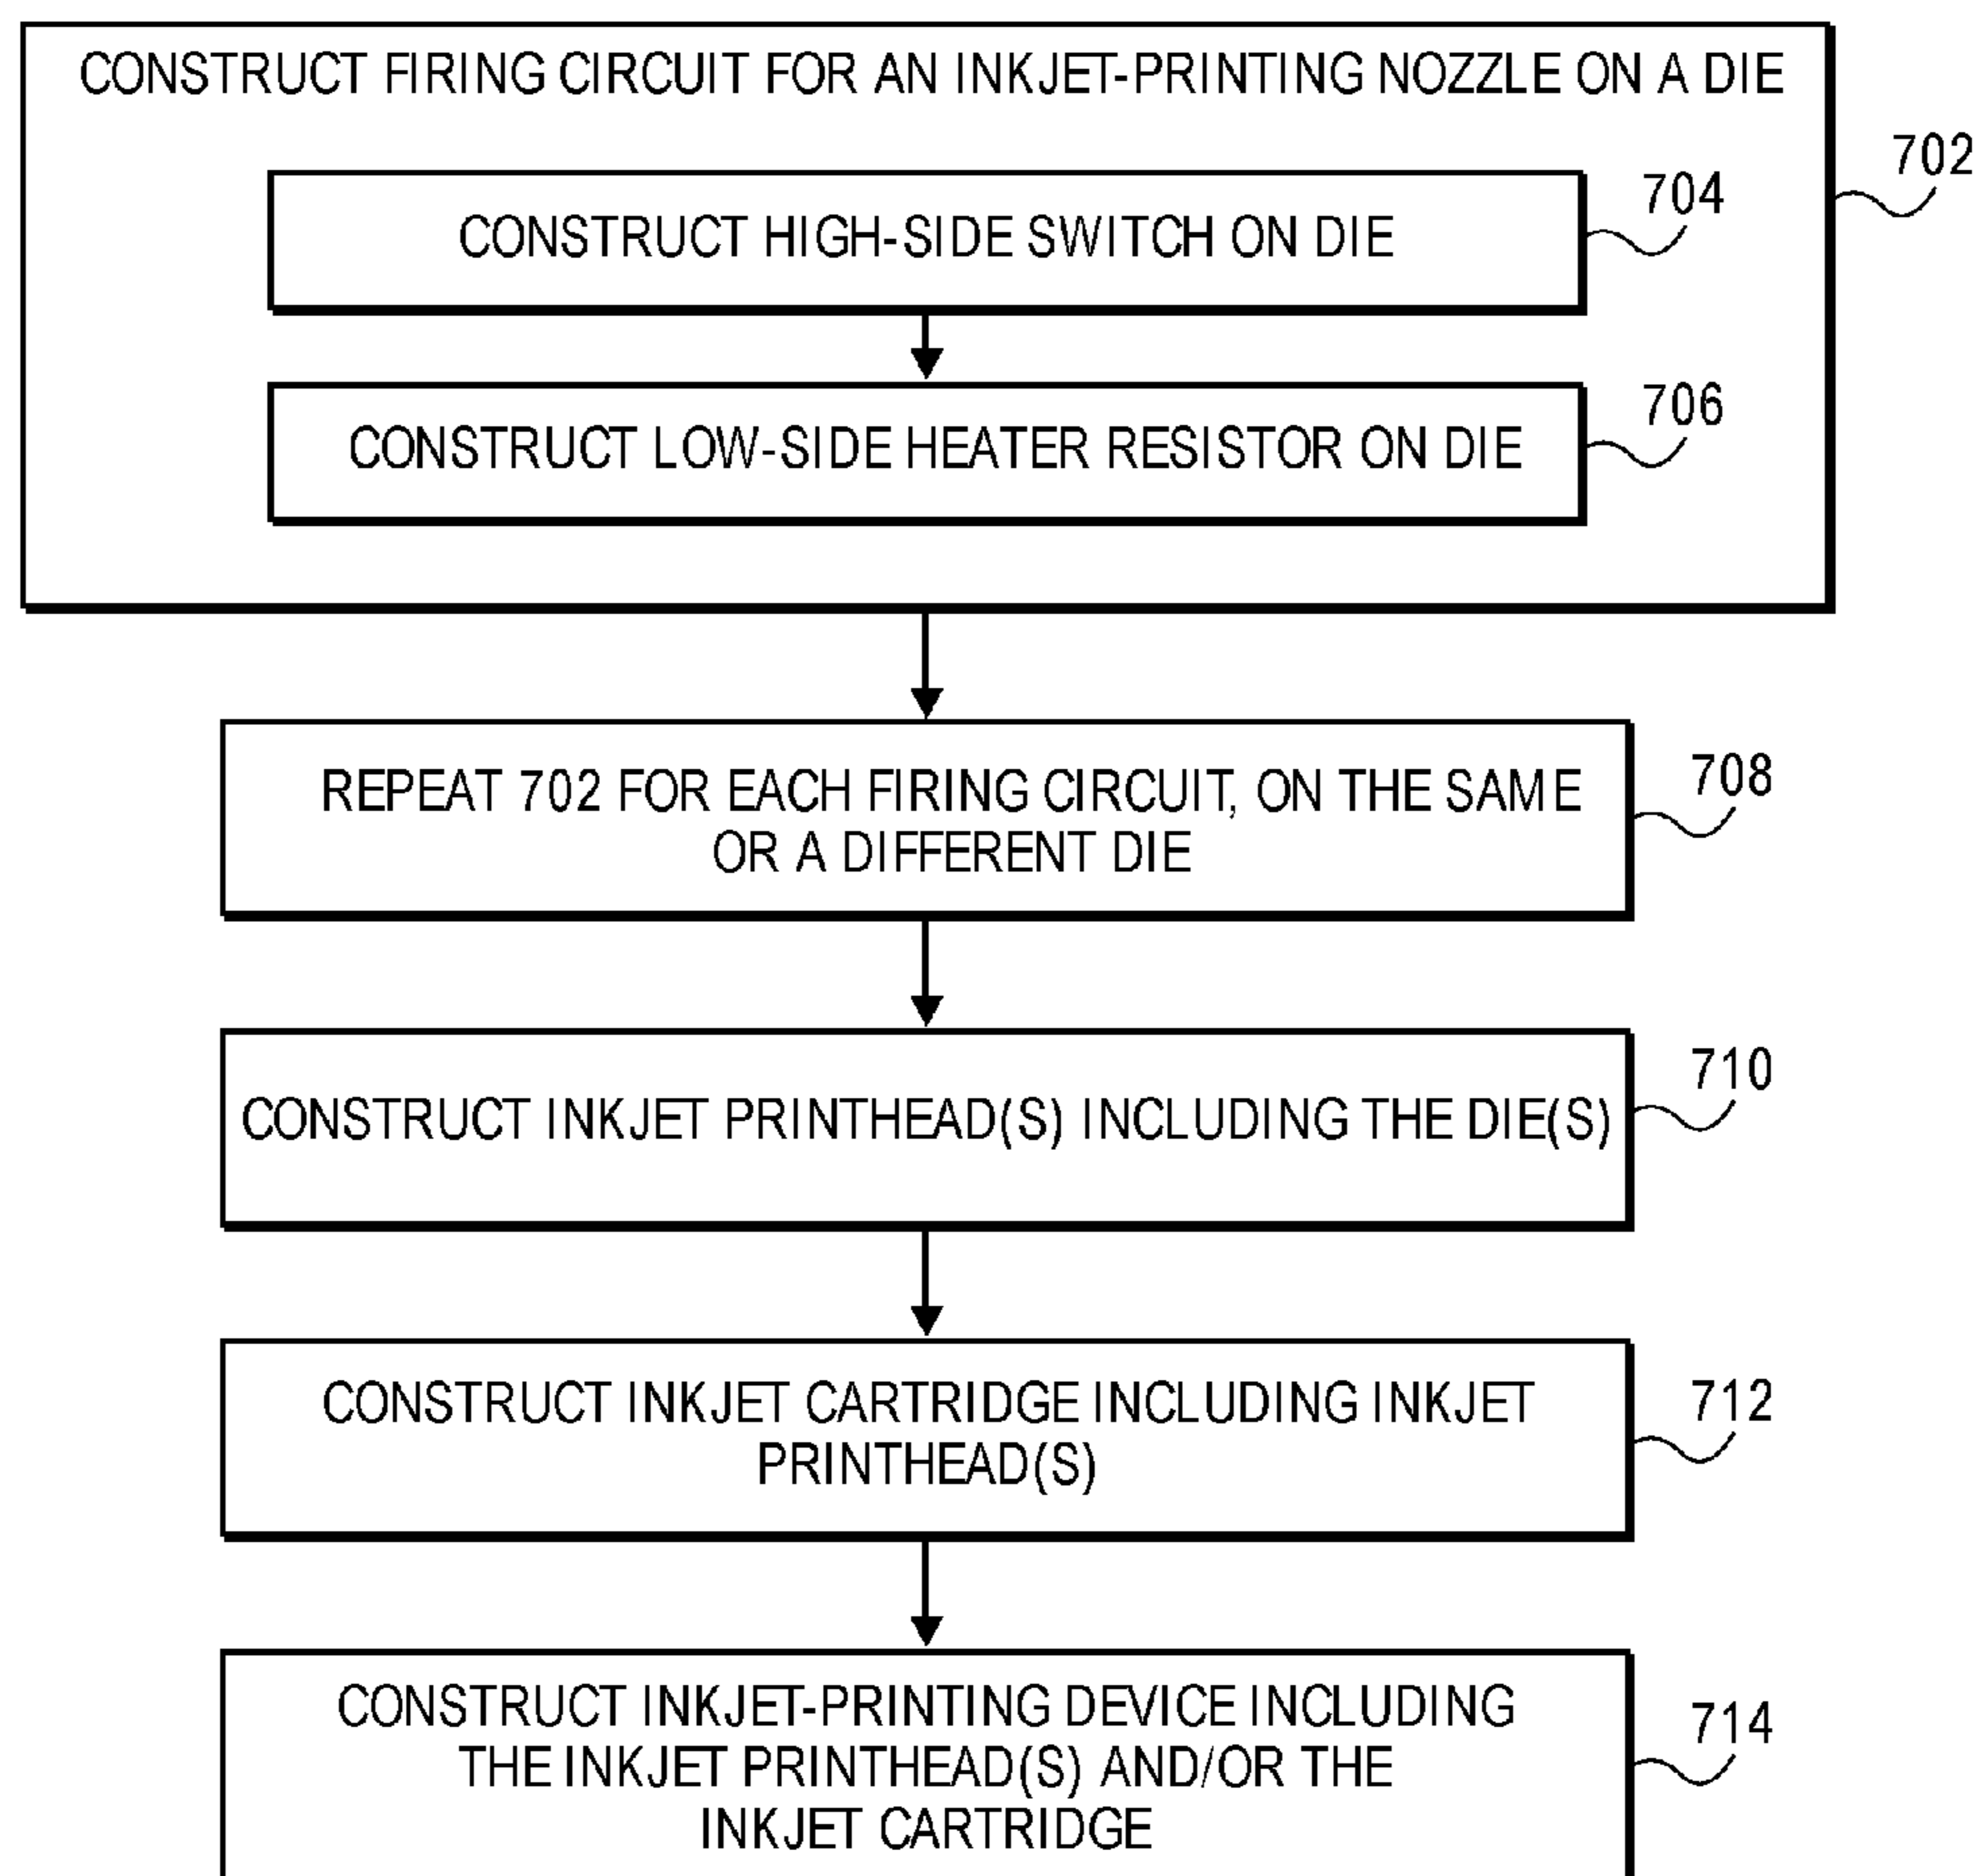 CONSTRUCT FIRING CIRCUIT FOR AN INKJET-PRINTING NOZZLE ON A DIE
702
704
CONSTRUCT HIGH-SIDE SWITCH ON DIE
706
CONSTRUCT LOW-SIDE HEATER RESISTOR ON DIE
708
REPEAT 702 FOR EACH FIRING CIRCUIT, ON THE SAME
OR A DIFFERENT DIE
710
CONSTRUCT INKJET PRINTHEAD(S) INCLUDING THE DIE(S)
712
CONSTRUCT INKJET CARTRIDGE INCLUDING INKJET
PRINTHEAD(S)
714
CONSTRUCT INKJET-PRINTING DEVICE INCLUDING
THE INKJET PRINTHEAD(S) AND/OR THE
INKJET CARTRIDGE